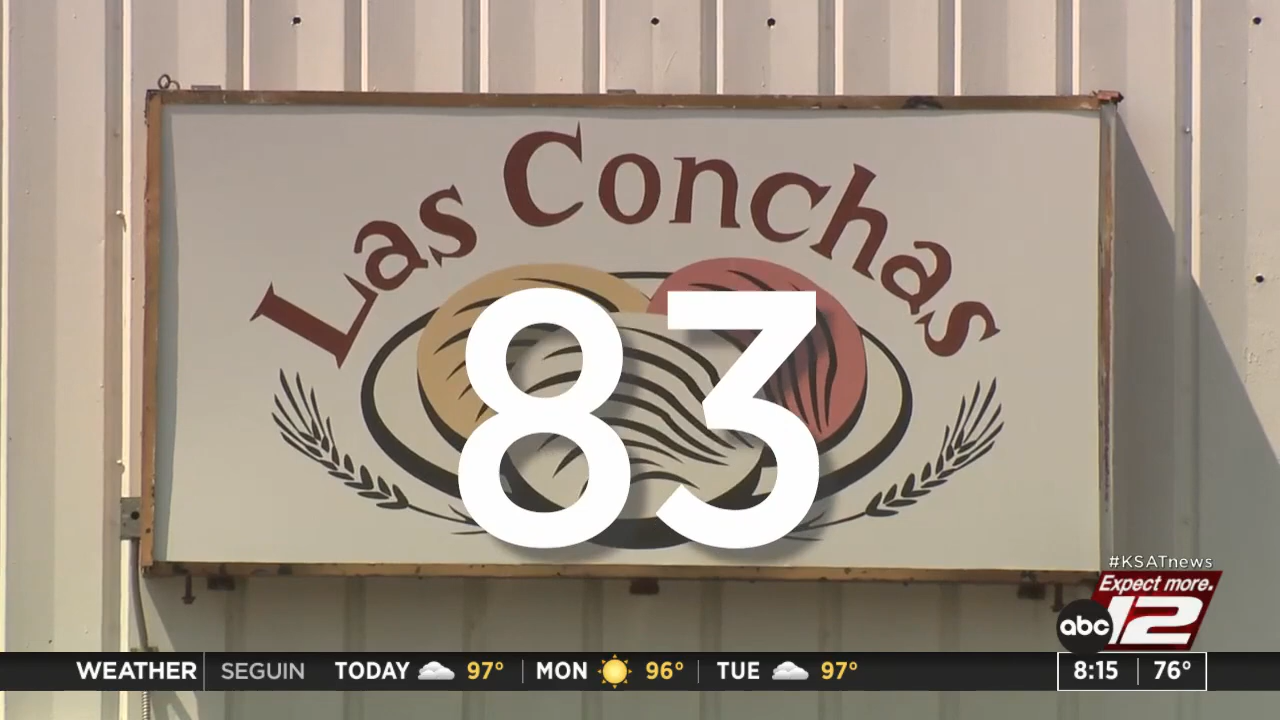 Las Conchas
83
#KSATnews
Expect more.
abc 12
WEATHER SEGUIN TODAY 97° MON 96° TUE 97° 8:15 76°